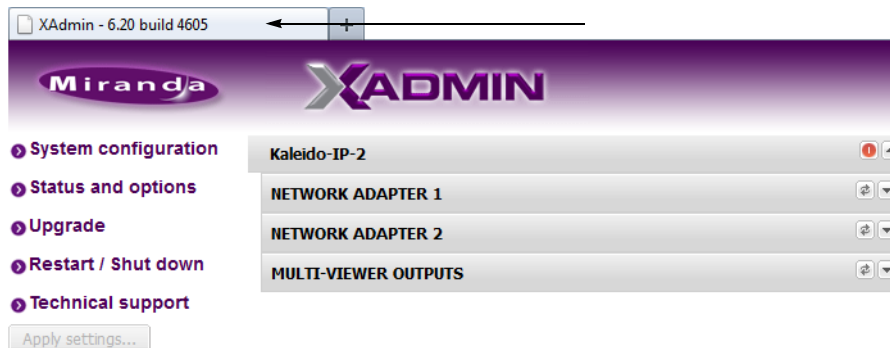 XAdmin - 6.20 build 4605
+
Miranda
XADMIN
System configuration
Status and options
Upgrade
Restart / Shut down
Technical support
Apply settings...
Kaleido-IP-2
NETWORK ADAPTER 1
NETWORK ADAPTER 2
MULTI-VIEWER OUTPUTS